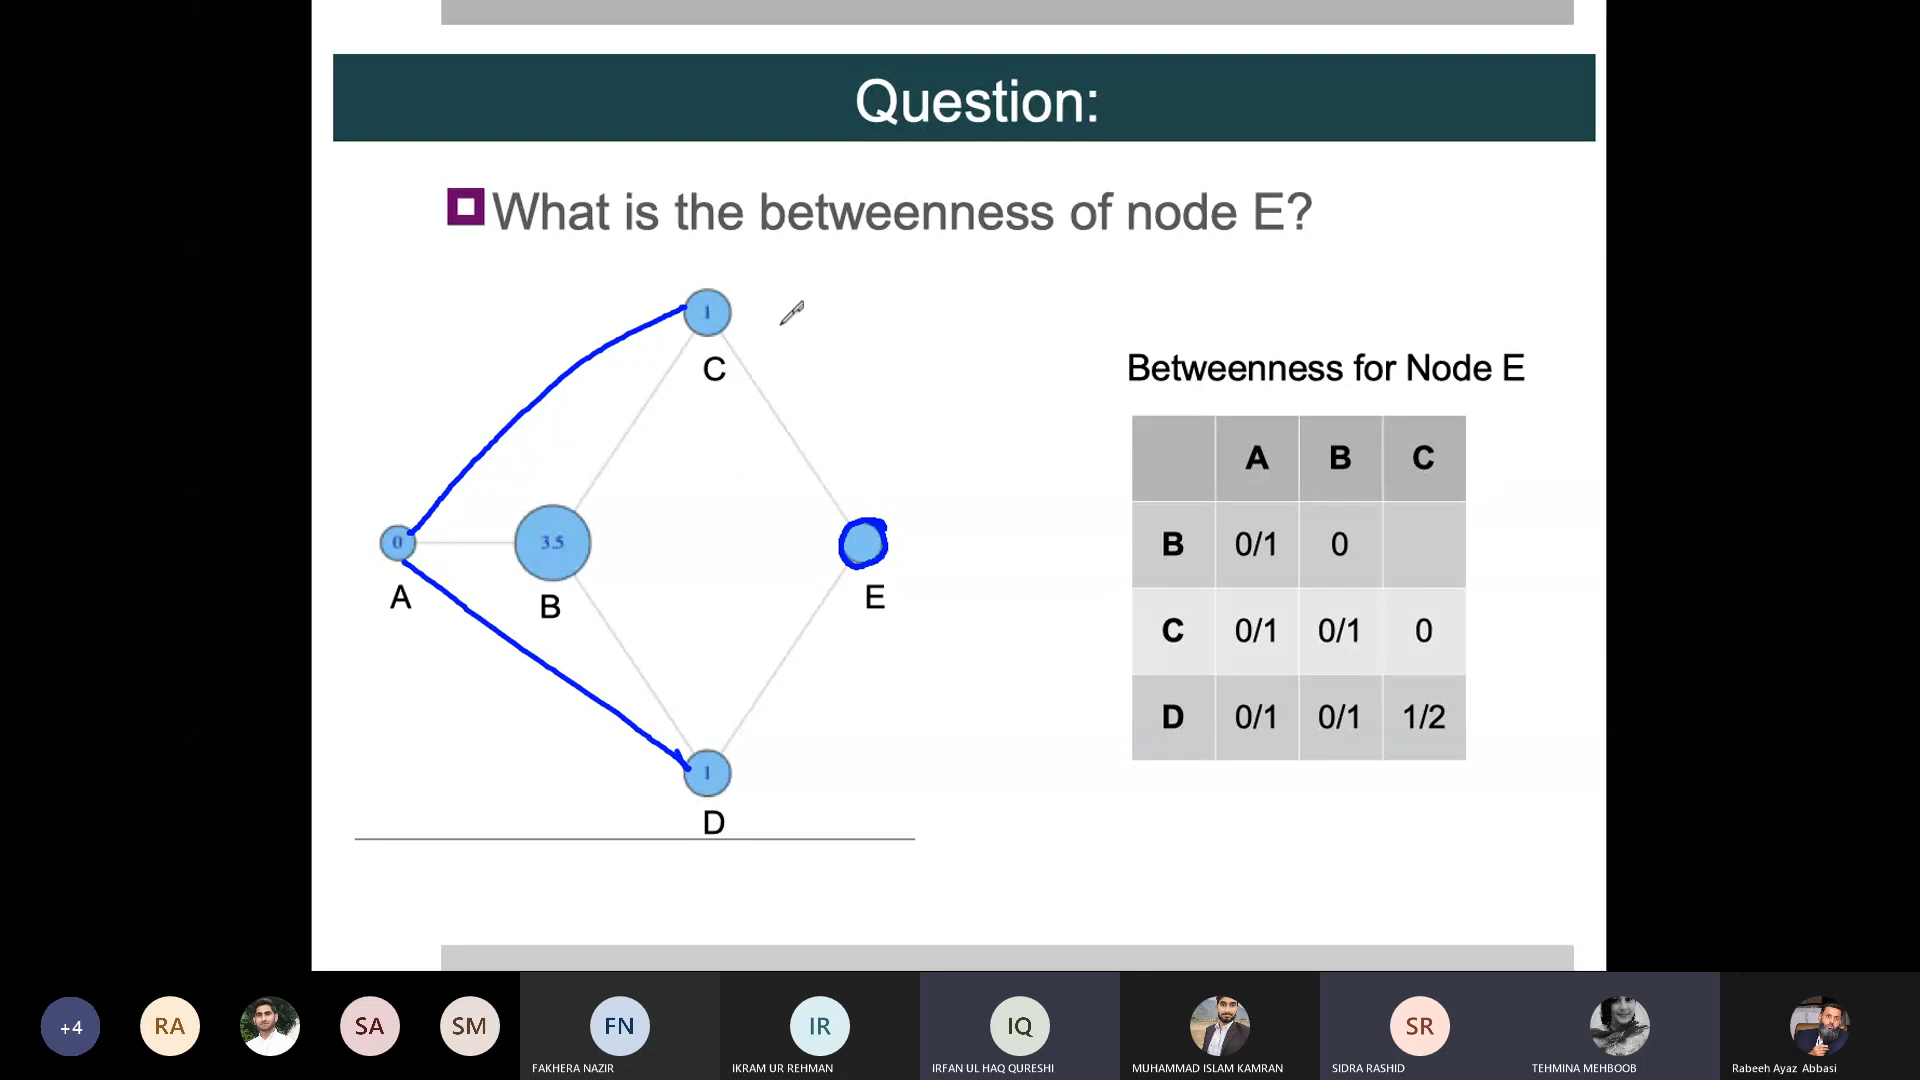 Question:
What is the betweenness of node E?
1
C
Betweenness for Node E
A B C
B 0/1 0
C 0/1 0/1 0
D 0/1 0/1 1/2
0
3.5
A
B
E
1
D
+4
RA
SA
SM
FN
IR
IQ
SR
FAKHERA NAZIR
IKRAM UR REHMAN
IRFAN UL HAQ QURESHI
MUHAMMAD ISLAM KAMRAN
SIDRA RASHID
TEHMINA MEHBOOB
Rabeeh Ayaz Abbasi